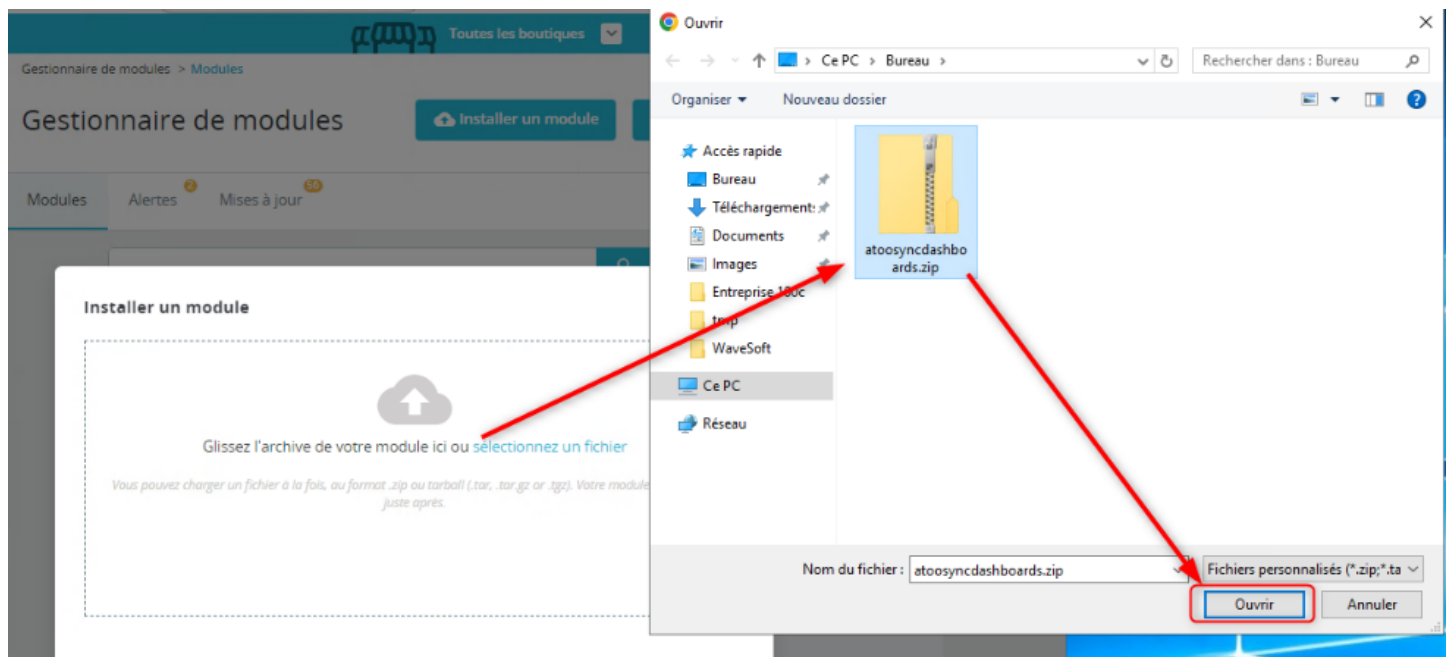 Toutes les boutiques
Gestionnaire de modules > Modules
Gestionnaire de modules
Installer un module
Modules
Alertes
2
Mises à jour
50
Installer un module
Glissez l'archive de votre module ici ou sélectionnez un fichier
Vous pouvez charger un fichier à la fois, au format .zip ou tarball (.tar, .tar.gz or .tgz). Votre module
juste après.
Ouvrir
Ce PC > Bureau >
Rechercher dans : Bureau
Organiser
Nouveau dossier
Accès rapide
Bureau
Téléchargements
Documents
Images
Entreprise 100c
tmp
WaveSoft
Ce PC
Réseau
atoosyncdashbo
ards.zip
Nom du fichier : atoosyncdashboards.zip
Fichiers personnalisés (*.zip;*.ta
Ouvrir
Annuler